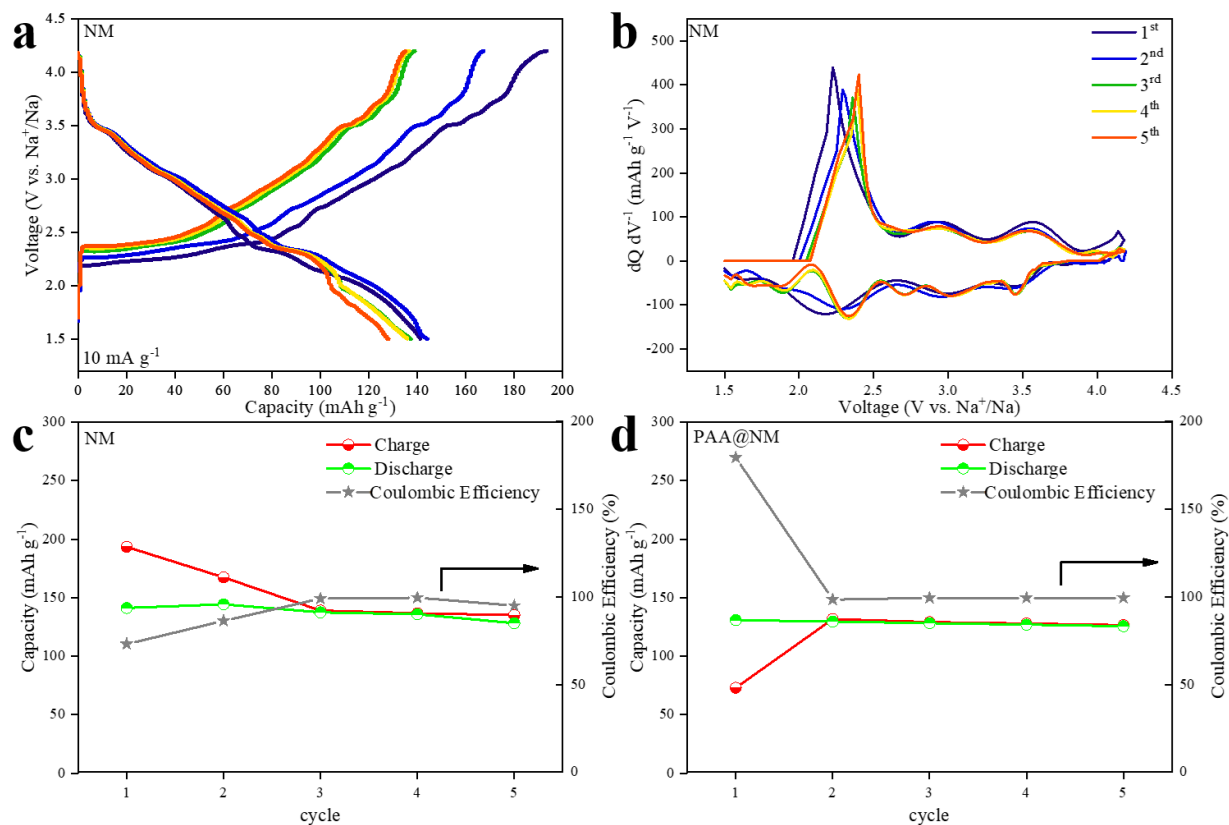 a
NM
4.5
4.0
3.5
3.0
2.5
2.0
1.5
Voltage (V vs. Na⁺/Na)
10 mA g⁻¹
0 20 40 60 80 100 120 140 160 180 200
Capacity (mAh g⁻¹)
b
NM
500
400
300
200
100
0
-100
-200
dQ dV⁻¹ (mAh g⁻¹ V⁻¹)
1ˢᵗ
2ⁿᵈ
3ʳᵈ
4ᵗʰ
5ᵗʰ
1.5 2.0 2.5 3.0 3.5 4.0 4.5
Voltage (V vs. Na⁺/Na)
c
NM
300
250
200
150
100
50
0
Capacity (mAh g⁻¹)
Charge
Discharge
Coulombic Efficiency
200
150
100
50
0
Coulombic Efficiency (%)
1 2 3 4 5
cycle
d
PAA@NM
300
250
200
150
100
50
0
Capacity (mAh g⁻¹)
Charge
Discharge
Coulombic Efficiency
200
150
100
50
0
Coulombic Efficiency (%)
1 2 3 4 5
cycle